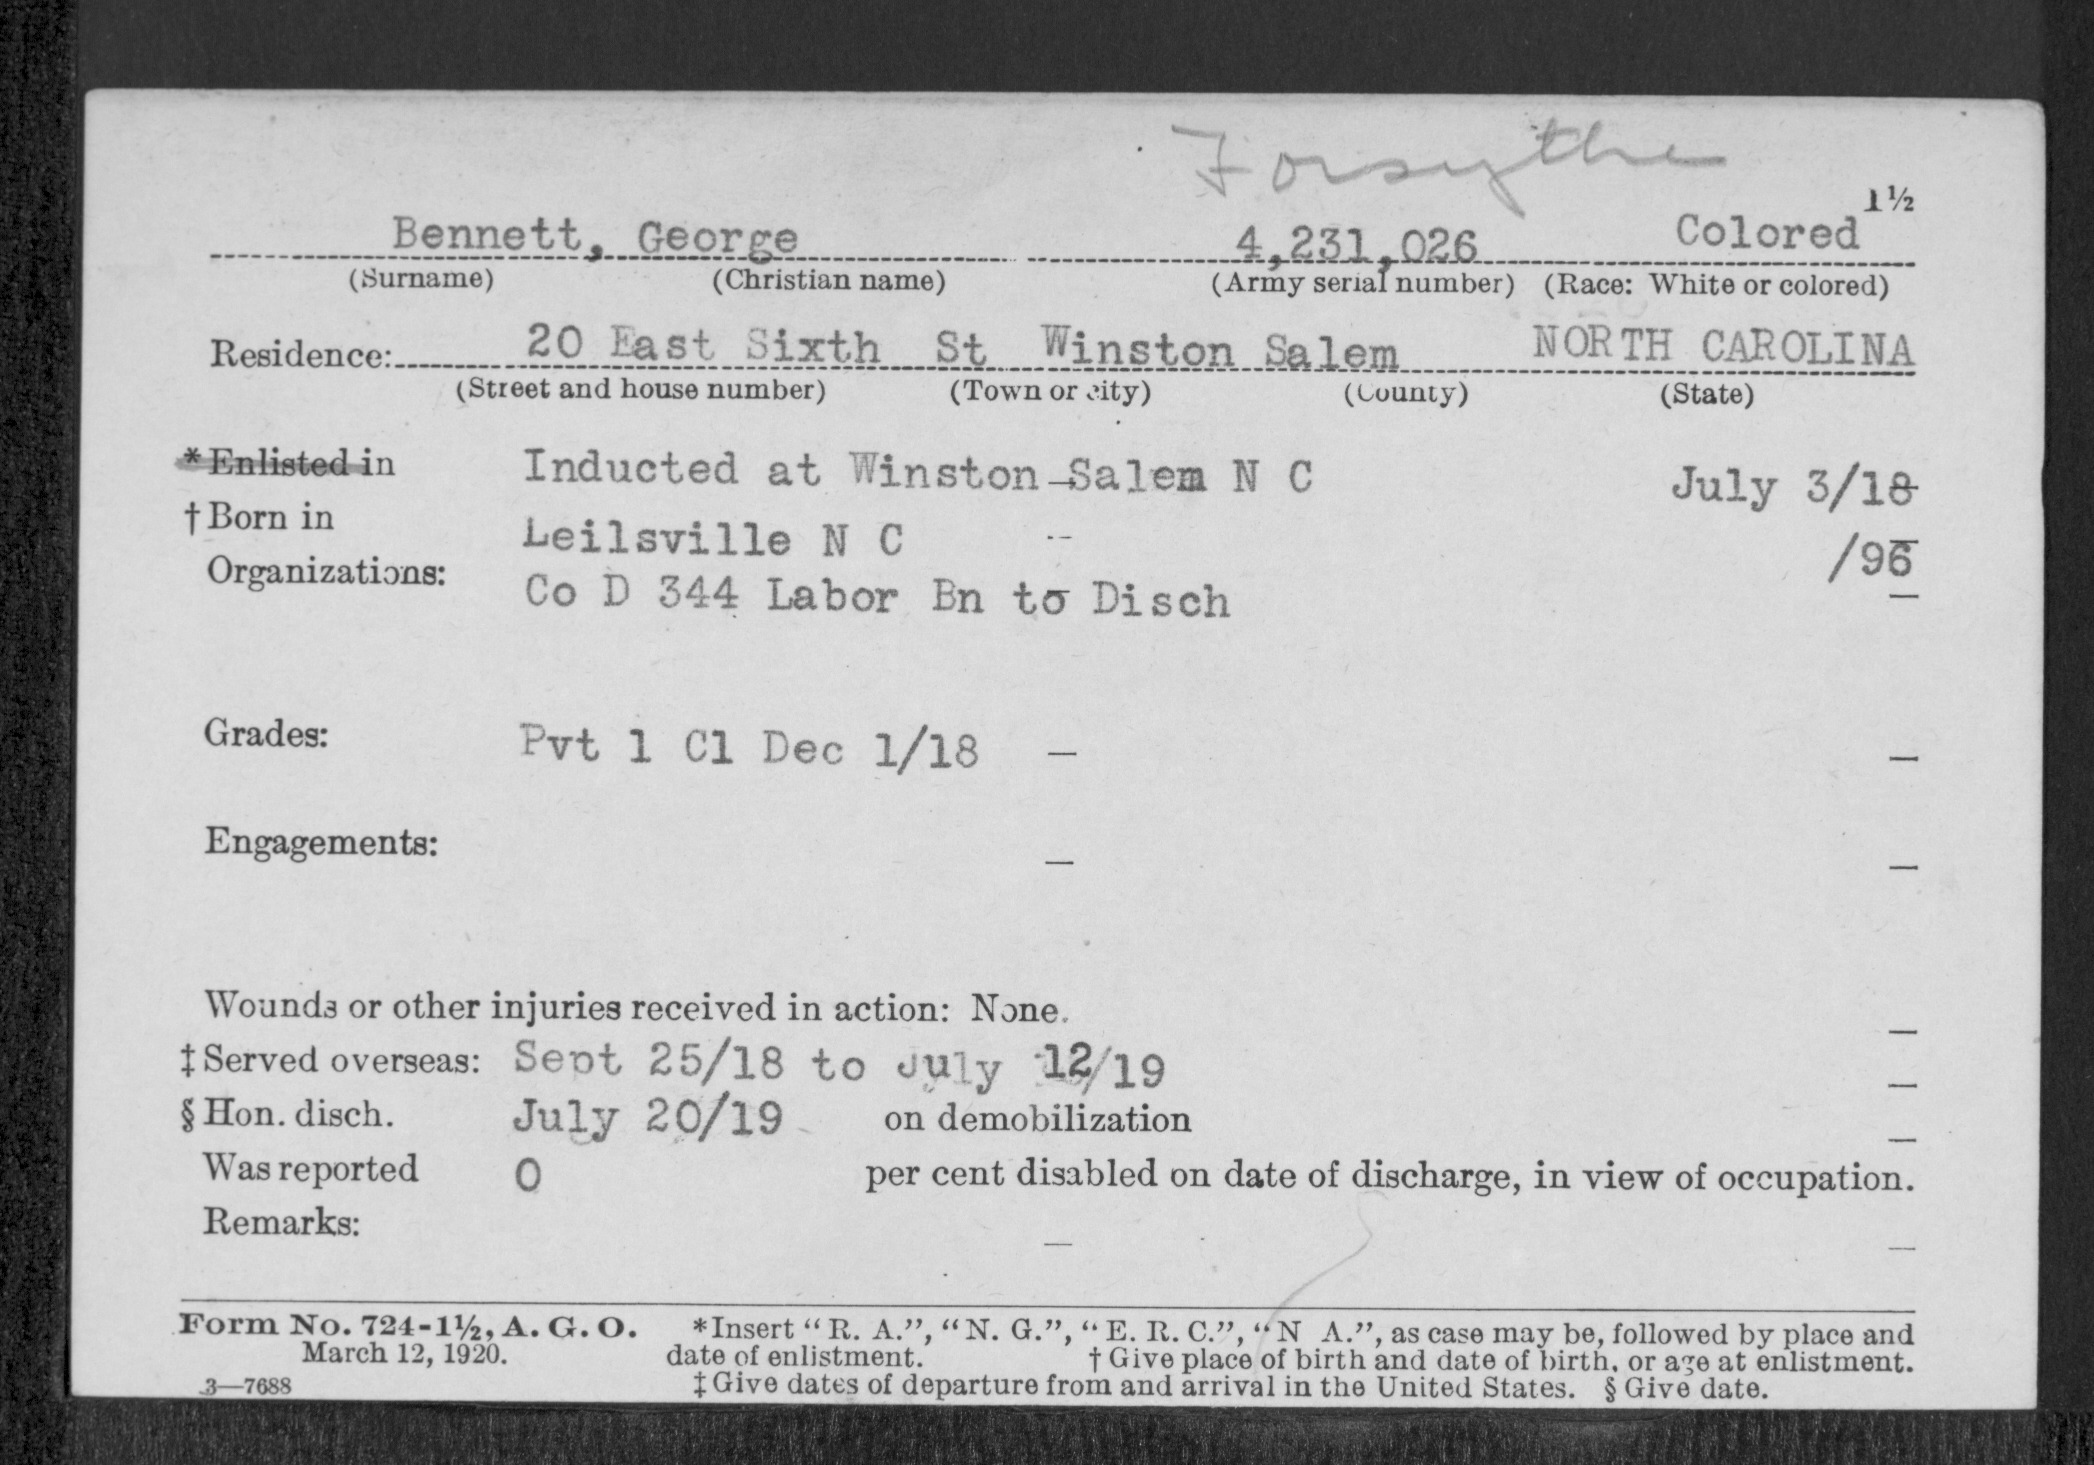 Forsythe
1½
Bennett, George 4,231,026 Colored
(Surname) (Christian name) (Army serial number) (Race: White or colored)
Residence: 20 East Sixth St Winston Salem NORTH CAROLINA
(Street and house number) (Town or city) (County) (State)
*Enlisted in Inducted at Winston-Salem N C July 3/18
†Born in Leilsville N C -- /96
Organizations: Co D 344 Labor Bn to Disch —
Grades: Pvt 1 Cl Dec 1/18 — —
Engagements: — —
Wounds or other injuries received in action: None. —
‡Served overseas: Sept 25/18 to July 12/19 —
§Hon. disch. July 20/19 on demobilization —
Was reported 0 per cent disabled on date of discharge, in view of occupation.
Remarks: — —
Form No. 724-1½, A. G. O. *Insert "R. A.", "N. G.", "E. R. C.", "N A.", as case may be, followed by place and
March 12, 1920. date of enlistment. †Give place of birth and date of birth, or age at enlistment.
3—7688 ‡Give dates of departure from and arrival in the United States. §Give date.